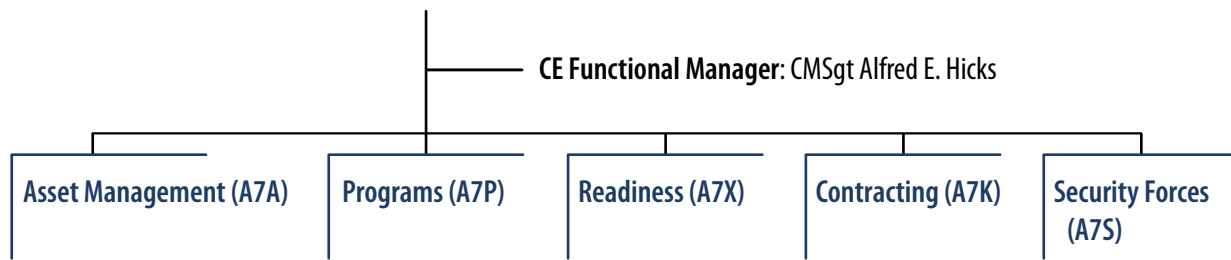 CE Functional Manager: CMSgt Alfred E. Hicks
Asset Management (A7A)
Programs (A7P)
Readiness (A7X)
Contracting (A7K)
Security Forces
(A7S)